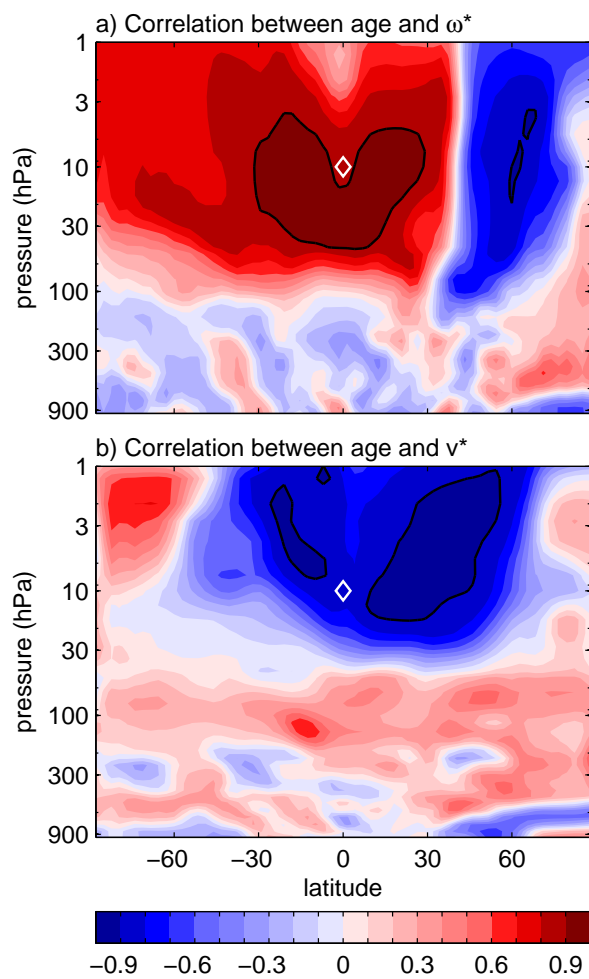 a) Correlation between age and ω*
1
3
10
30
100
300
900
pressure (hPa)
b) Correlation between age and v*
1
3
10
30
100
300
900
pressure (hPa)
−60 −30 0 30 60
latitude
−0.9 −0.6 −0.3 0 0.3 0.6 0.9